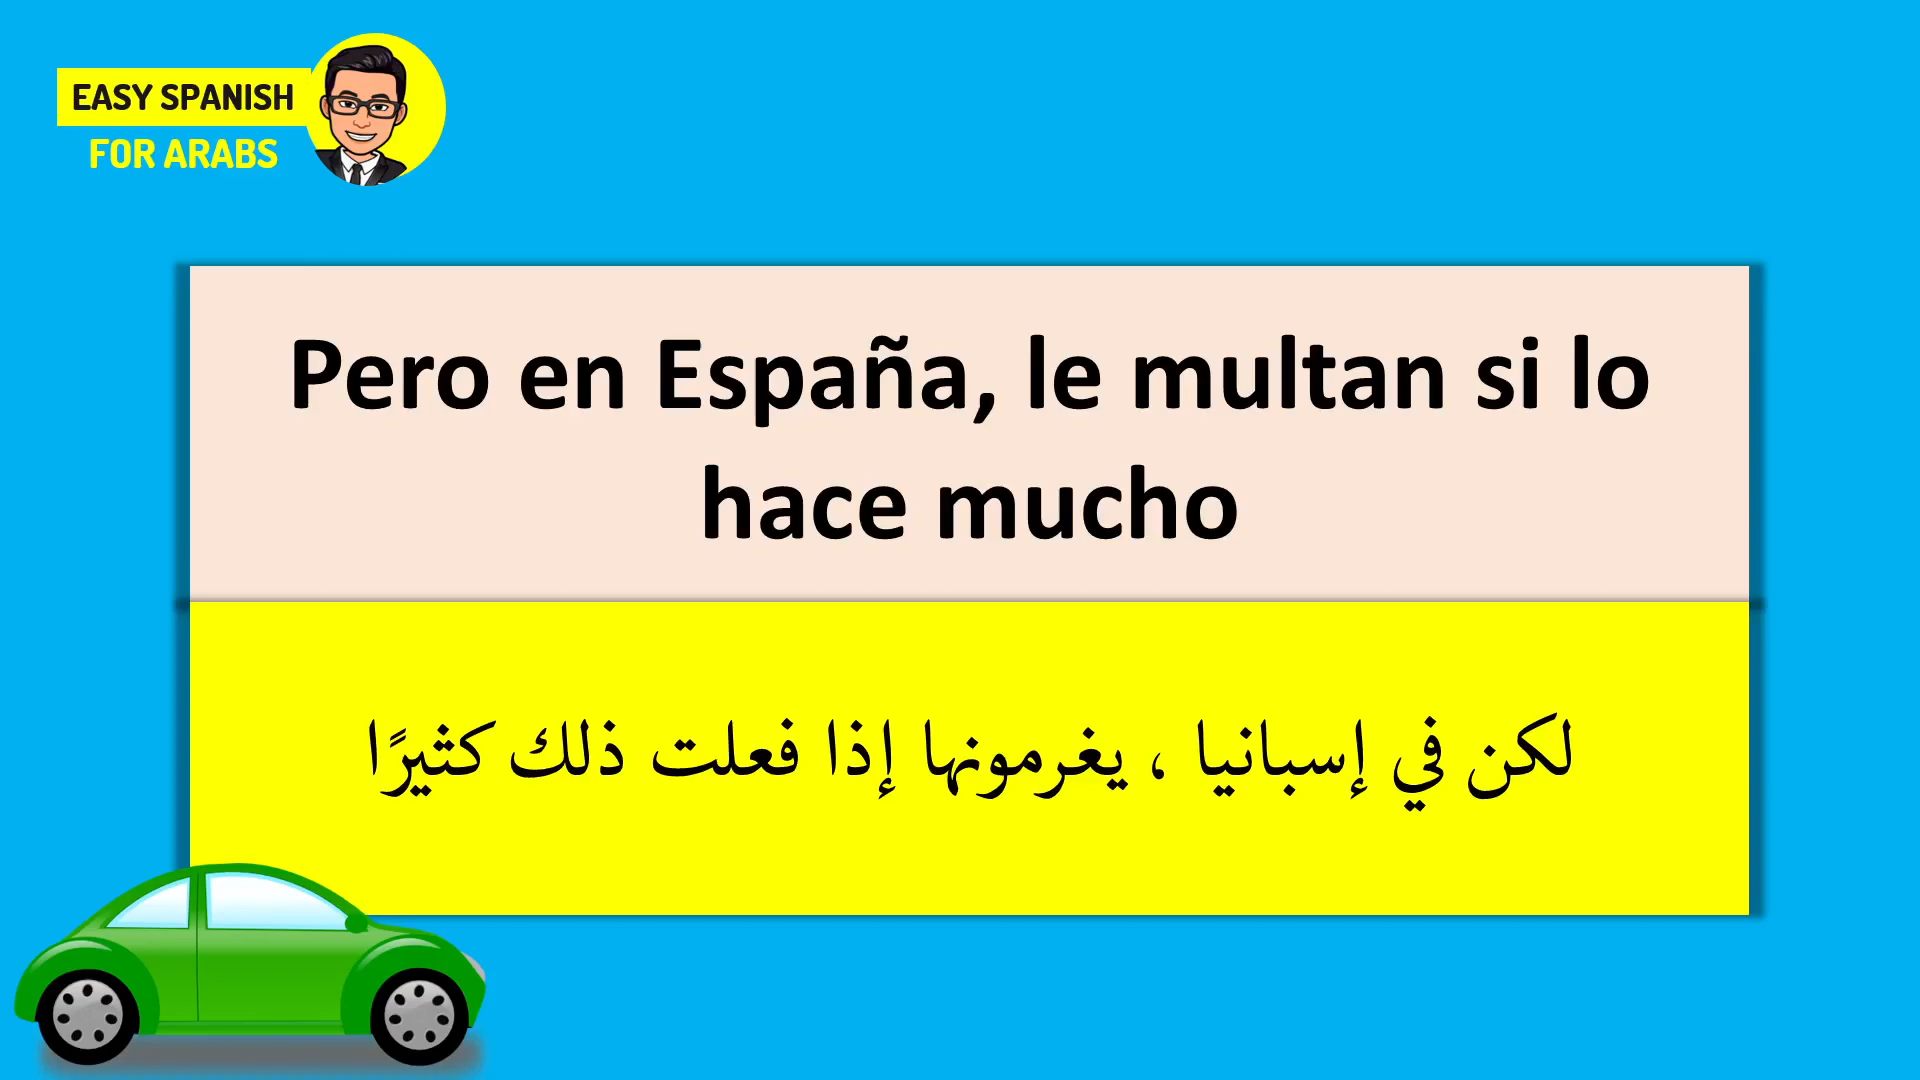 EASY SPANISH
FOR ARABS
Pero en España, le multan si lo
hace mucho
لكن في إسبانيا ، يغرمونها إذا فعلت ذلك كثيرًا